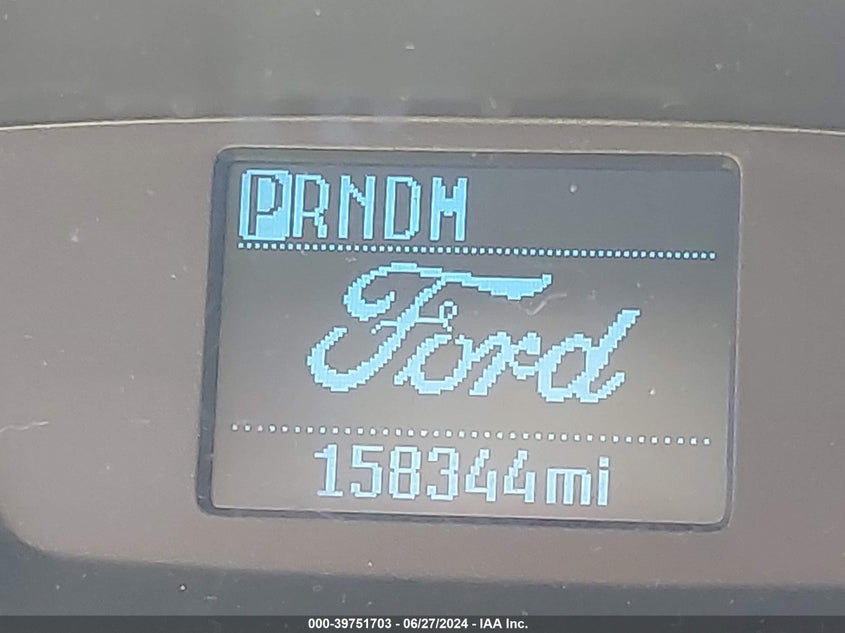 PRNDM
Ford
158344mi
000-39751703 - 06/27/2024 - IAA Inc.